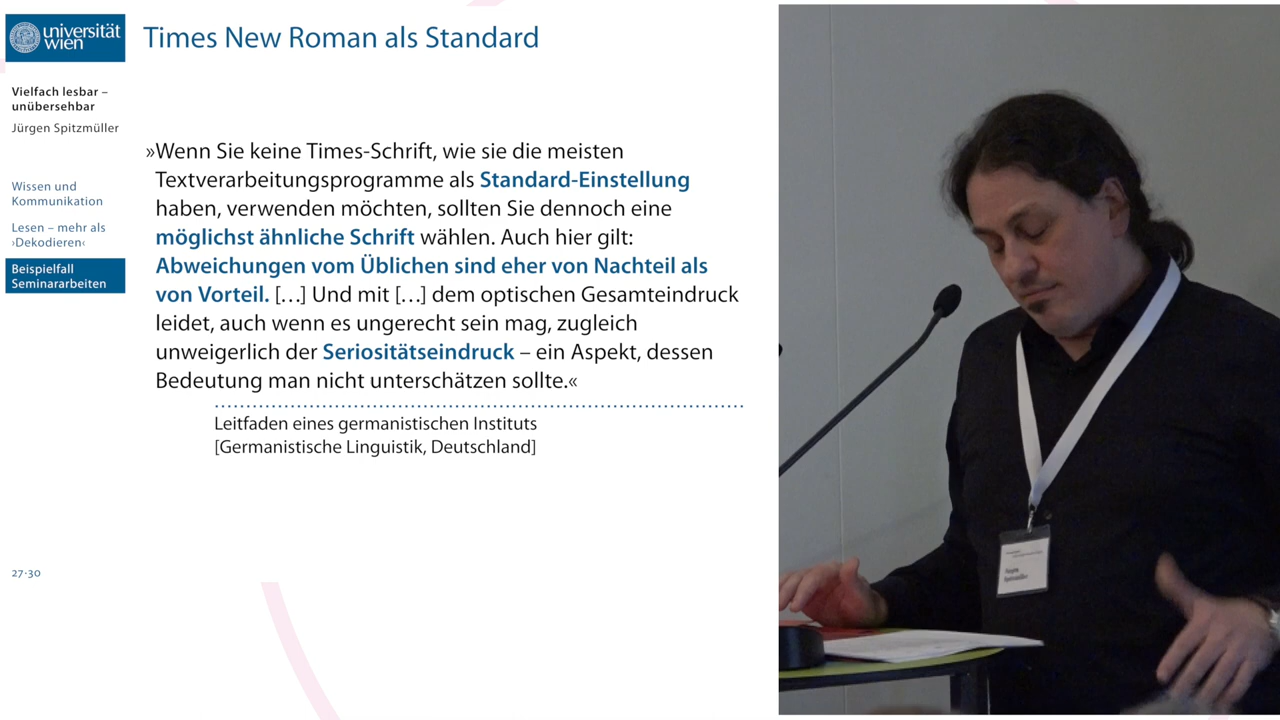 universität
wien
Times New Roman als Standard
Vielfach lesbar –
unübersehbar
Jürgen Spitzmüller
Wissen und
Kommunikation
Lesen – mehr als
›Dekodieren‹
Beispielfall
Seminararbeiten
»Wenn Sie keine Times-Schrift, wie sie die meisten
Textverarbeitungsprogramme als Standard-Einstellung
haben, verwenden möchten, sollten Sie dennoch eine
möglichst ähnliche Schrift wählen. Auch hier gilt:
Abweichungen vom Üblichen sind eher von Nachteil als
von Vorteil. […] Und mit […] dem optischen Gesamteindruck
leidet, auch wenn es ungerecht sein mag, zugleich
unweigerlich der Seriositätseindruck – ein Aspekt, dessen
Bedeutung man nicht unterschätzen sollte.«
Leitfaden eines germanistischen Instituts
[Germanistische Linguistik, Deutschland]
27·30